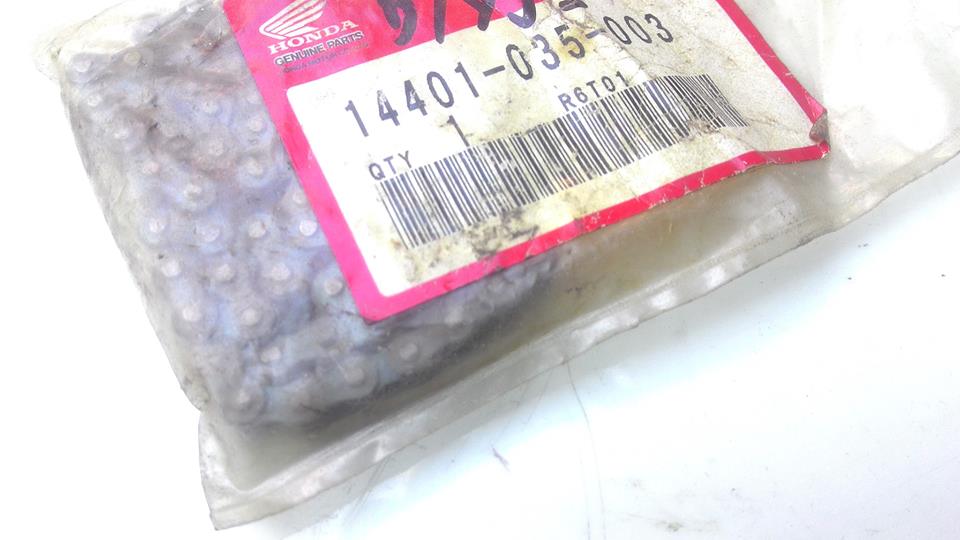 HONDA
GENUINE PARTS
14401-035-003
R6T01
QTY 1